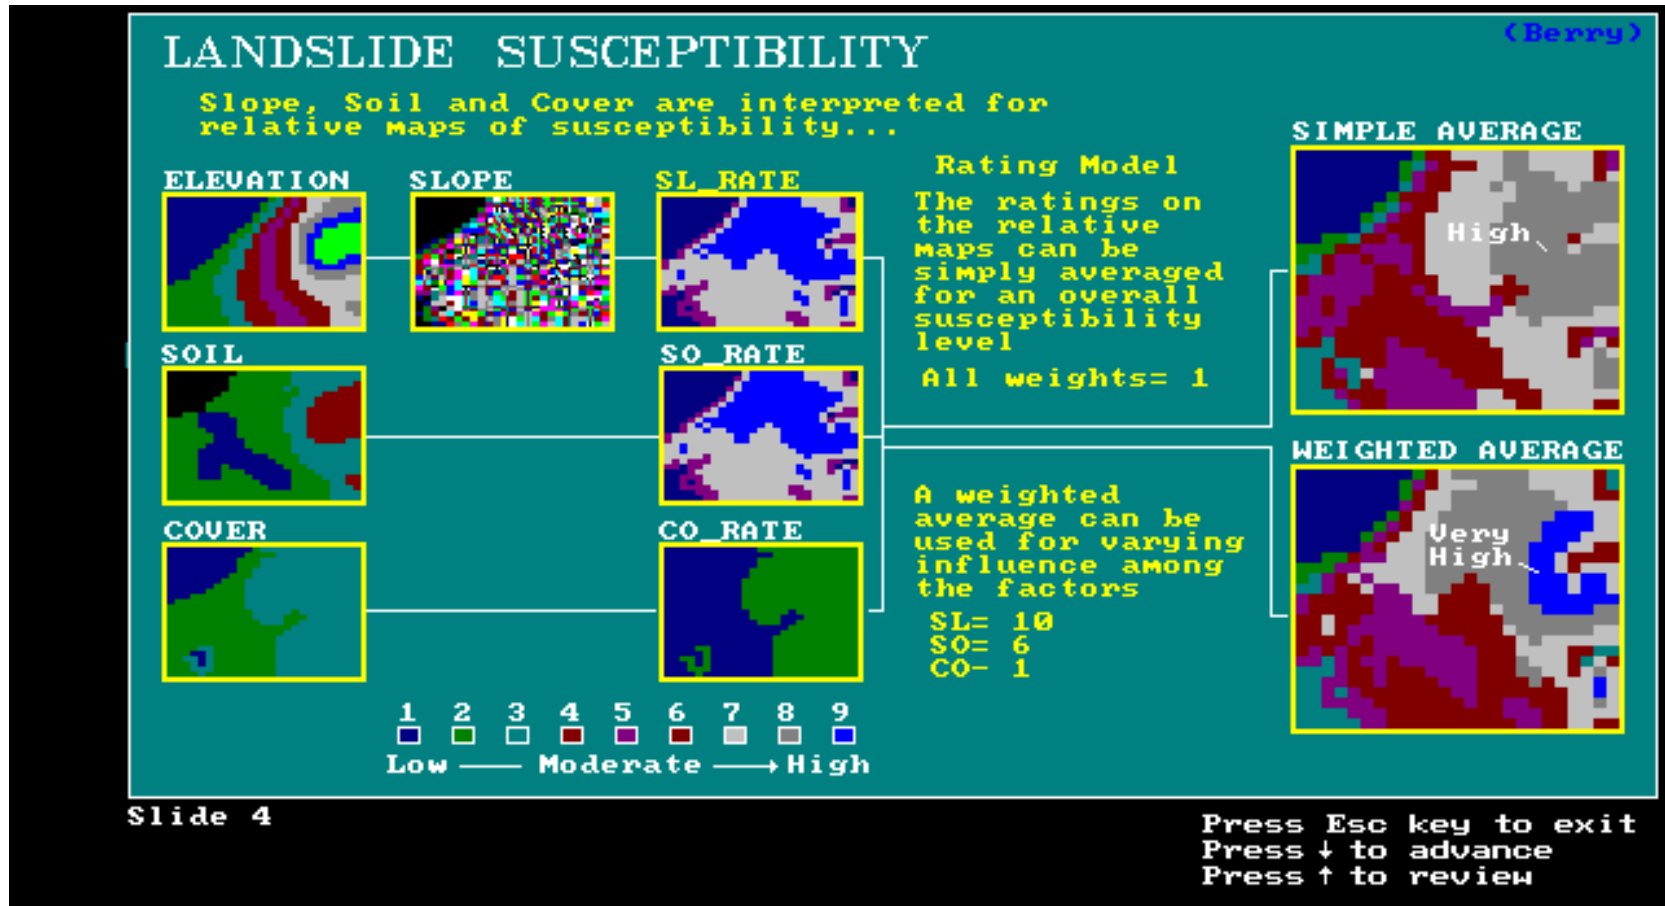 (Berry)
LANDSLIDE SUSCEPTIBILITY
Slope, Soil and Cover are interpreted for
relative maps of susceptibility...
ELEVATION
SLOPE
SL_RATE
SOIL
SO_RATE
COVER
CO_RATE
Rating Model
The ratings on
the relative
maps can be
simply averaged
for an overall
susceptibility
level
All weights= 1
A weighted
average can be
used for varying
influence among
the factors
SL= 10
SO= 6
CO- 1
SIMPLE AVERAGE
High
WEIGHTED AVERAGE
Very
High
1 2 3 4 5 6 7 8 9
Low Moderate High
Slide 4
Press Esc key to exit
Press ↓ to advance
Press ↑ to review